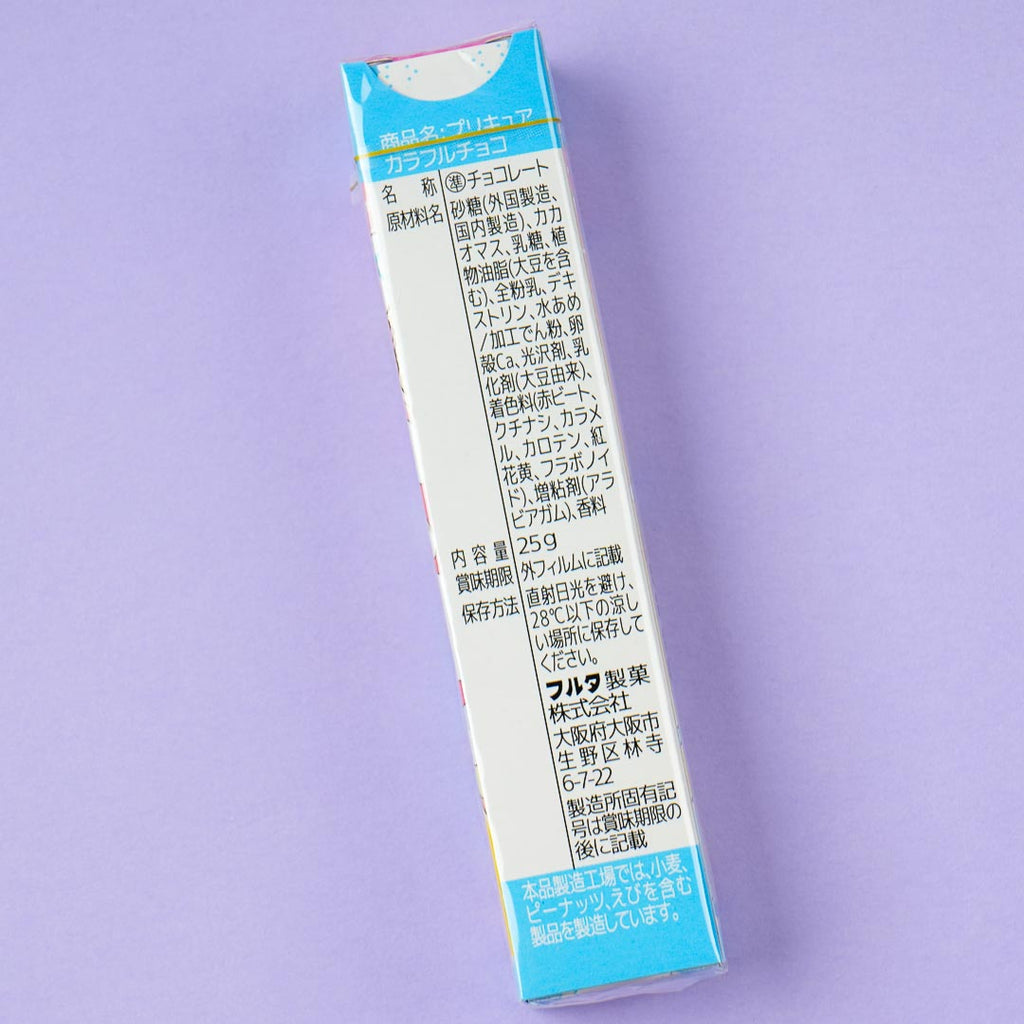 商品名:プリキュア
カラフルチョコ
名称 準チョコレート
原材料名 砂糖(外国製造、
国内製造)、カカ
オマス、乳糖、植
物油脂(大豆を含
む)、全粉乳、デキ
ストリン、水あめ
/加工でん粉、卵
殻Ca、光沢剤、乳
化剤(大豆由来)、
着色料(赤ビート、
クチナシ、カラメ
ル、カロテン、紅
花黄、フラボノイ
ド)、増粘剤(アラ
ビアガム)、香料
内容量 25g
賞味期限 外フィルムに記載
保存方法 直射日光を避け、
28℃以下の涼し
い場所に保存して
ください。
フルタ製菓
株式会社
大阪府大阪市
生野区林寺
6-7-22
製造所固有記
号は賞味期限の
後に記載
本品製造工場では、小麦、
ピーナッツ、えびを含む
製品を製造しています。